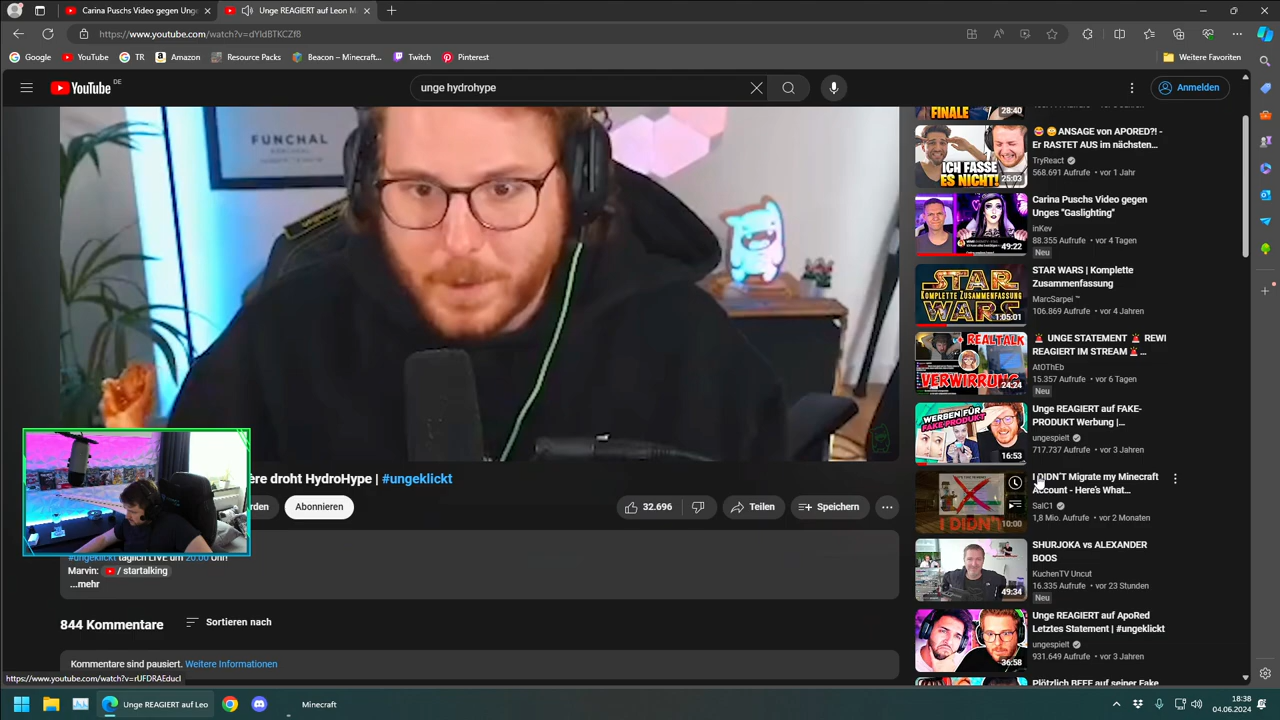 Carina Puschs Video gegen Unge
Unge REAGIERT auf Leon M
https://www.youtube.com/watch?v=dYldBTKCZf8
Google
YouTube
TR
Amazon
Resource Packs
Beacon – Minecraft...
Twitch
Pinterest
Weitere Favoriten
YouTube DE
unge hydrohype
Anmelden
FUNCHAL
ère droht HydroHype | #ungeklickt
Abonnieren
32.696
Teilen
Speichern
#ungeklickt täglich LIVE um 20:00 Uhr!
Marvin: / startalking
...mehr
844 Kommentare
Sortieren nach
Kommentare sind pausiert. Weitere Informationen
https://www.youtube.com/watch?v=rUFDRAEducI
FINALE
28:40
ICH FASSE
ES NICHT!
25:03
ANSAGE von APORED?! -
Er RASTET AUS im nächsten...
TryReact
568.691 Aufrufe • vor 1 Jahr
49:22
Carina Puschs Video gegen
Unges "Gaslighting"
inKev
88.355 Aufrufe • vor 4 Tagen
Neu
STAR
KOMPLETTE ZUSAMMENFASSUNG
WARS
1:05:01
STAR WARS | Komplette
Zusammenfassung
MarcSarpei ™
106.869 Aufrufe • vor 4 Jahren
REALTALK
VERWIRRUNG
24:24
UNGE STATEMENT REWI
REAGIERT IM STREAM ...
AtOThEb
15.357 Aufrufe • vor 6 Tagen
Neu
WERBEN FÜR
FAKE-PRODUKT
16:53
Unge REAGIERT auf FAKE-
PRODUKT Werbung |...
ungespielt
717.737 Aufrufe • vor 3 Jahren
I DIDN'T
10:00
I DIDN'T Migrate my Minecraft
Account - Here's What...
SalC1
1,8 Mio. Aufrufe • vor 2 Monaten
49:34
SHURJOKA vs ALEXANDER
BOOS
KuchenTV Uncut
16.335 Aufrufe • vor 23 Stunden
Neu
36:58
Unge REAGIERT auf ApoRed
Letztes Statement | #ungeklickt
ungespielt
931.649 Aufrufe • vor 3 Jahren
Plötzlich BEEF auf seiner Fake
Unge REAGIERT auf Leo
Minecraft
18:38
04.06.2024